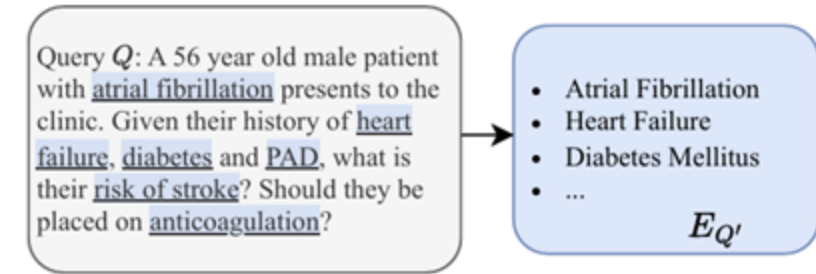 Query Q: A 56 year old male patient
with atrial fibrillation presents to the
clinic. Given their history of heart
failure, diabetes and PAD, what is
their risk of stroke? Should they be
placed on anticoagulation?
• Atrial Fibrillation
• Heart Failure
• Diabetes Mellitus
• ...
E_{Q'}